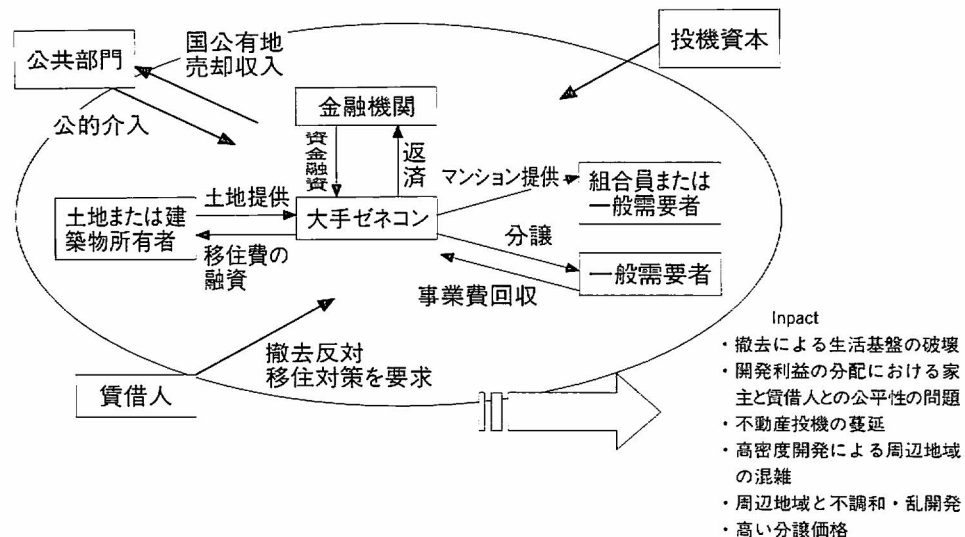 公共部門
国公有地
売却収入
投機資本
公的介入
金融機関
資金融資
返済
マンション提供
組合員または
一般需要者
土地または建
築物所有者
土地提供
大手ゼネコン
移住費の
融資
分譲
一般需要者
事業費回収
撤去反対
移住対策を要求
賃借人
Inpact
・撤去による生活基盤の破壊
・開発利益の分配における家
主と賃借人との公平性の問題
・不動産投機の蔓延
・高密度開発による周辺地域
の混雑
・周辺地域と不調和・乱開発
・高い分譲価格